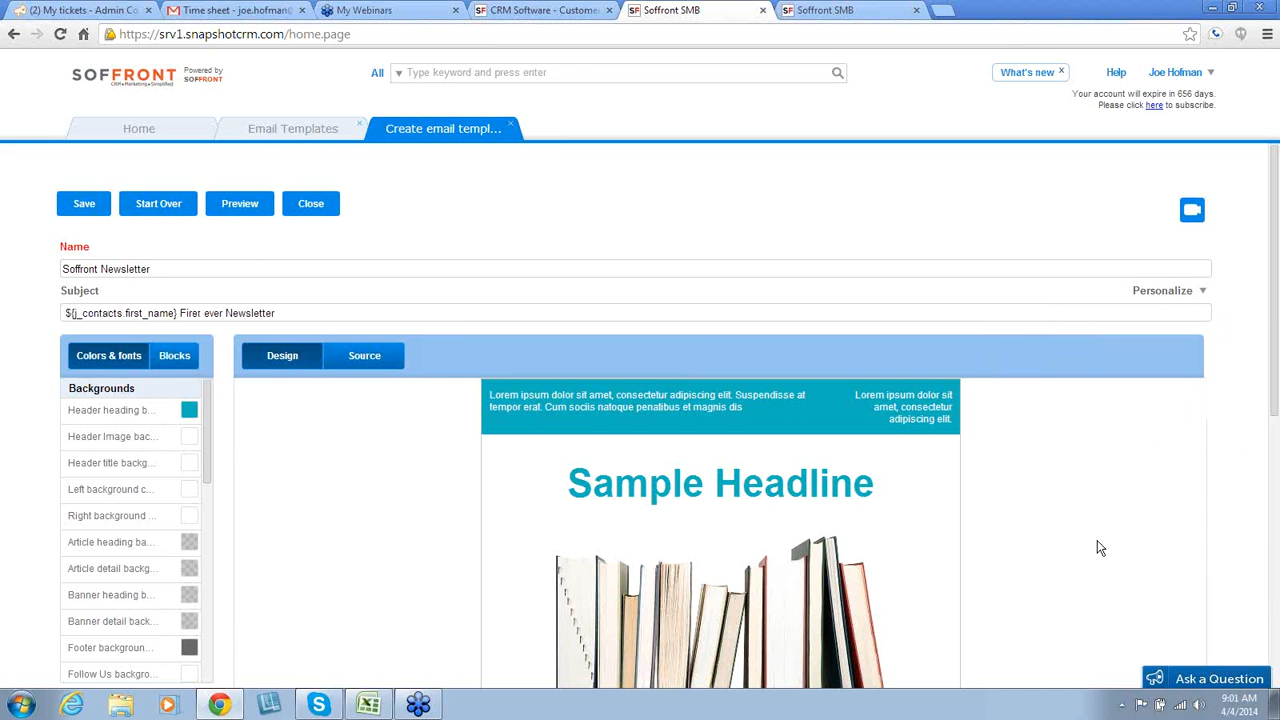 (2) My tickets - Admin Co
Time sheet - joe.hofman@
My Webinars
CRM Software - Custome
Soffront SMB
Soffront SMB
https://srv1.snapshotcrm.com/home.page
SOFFRONT
CRM•Marketing•Simplified
Powered by
SOFFRONT
All
Type keyword and press enter
What's new x
Help
Joe Hofman
Your account will expire in 656 days.
Please click here to subscribe.
Home
Email Templates
Create email templ...
Save
Start Over
Preview
Close
Name
Soffront Newsletter
Subject
Personalize
${j_contacts.first_name} First ever Newsletter
Colors & fonts
Blocks
Design
Source
Backgrounds
Header heading b...
Header Image bac...
Header title backg...
Left background c...
Right background ...
Article heading ba...
Article detail backg...
Banner heading b...
Banner detail back...
Footer backgroun...
Follow Us backgro...
Lorem ipsum dolor sit amet, consectetur adipiscing elit. Suspendisse at
tempor erat. Cum sociis natoque penatibus et magnis dis
Lorem ipsum dolor sit
amet, consectetur
adipiscing elit.
Sample Headline
Ask a Question
9:01 AM
4/4/2014